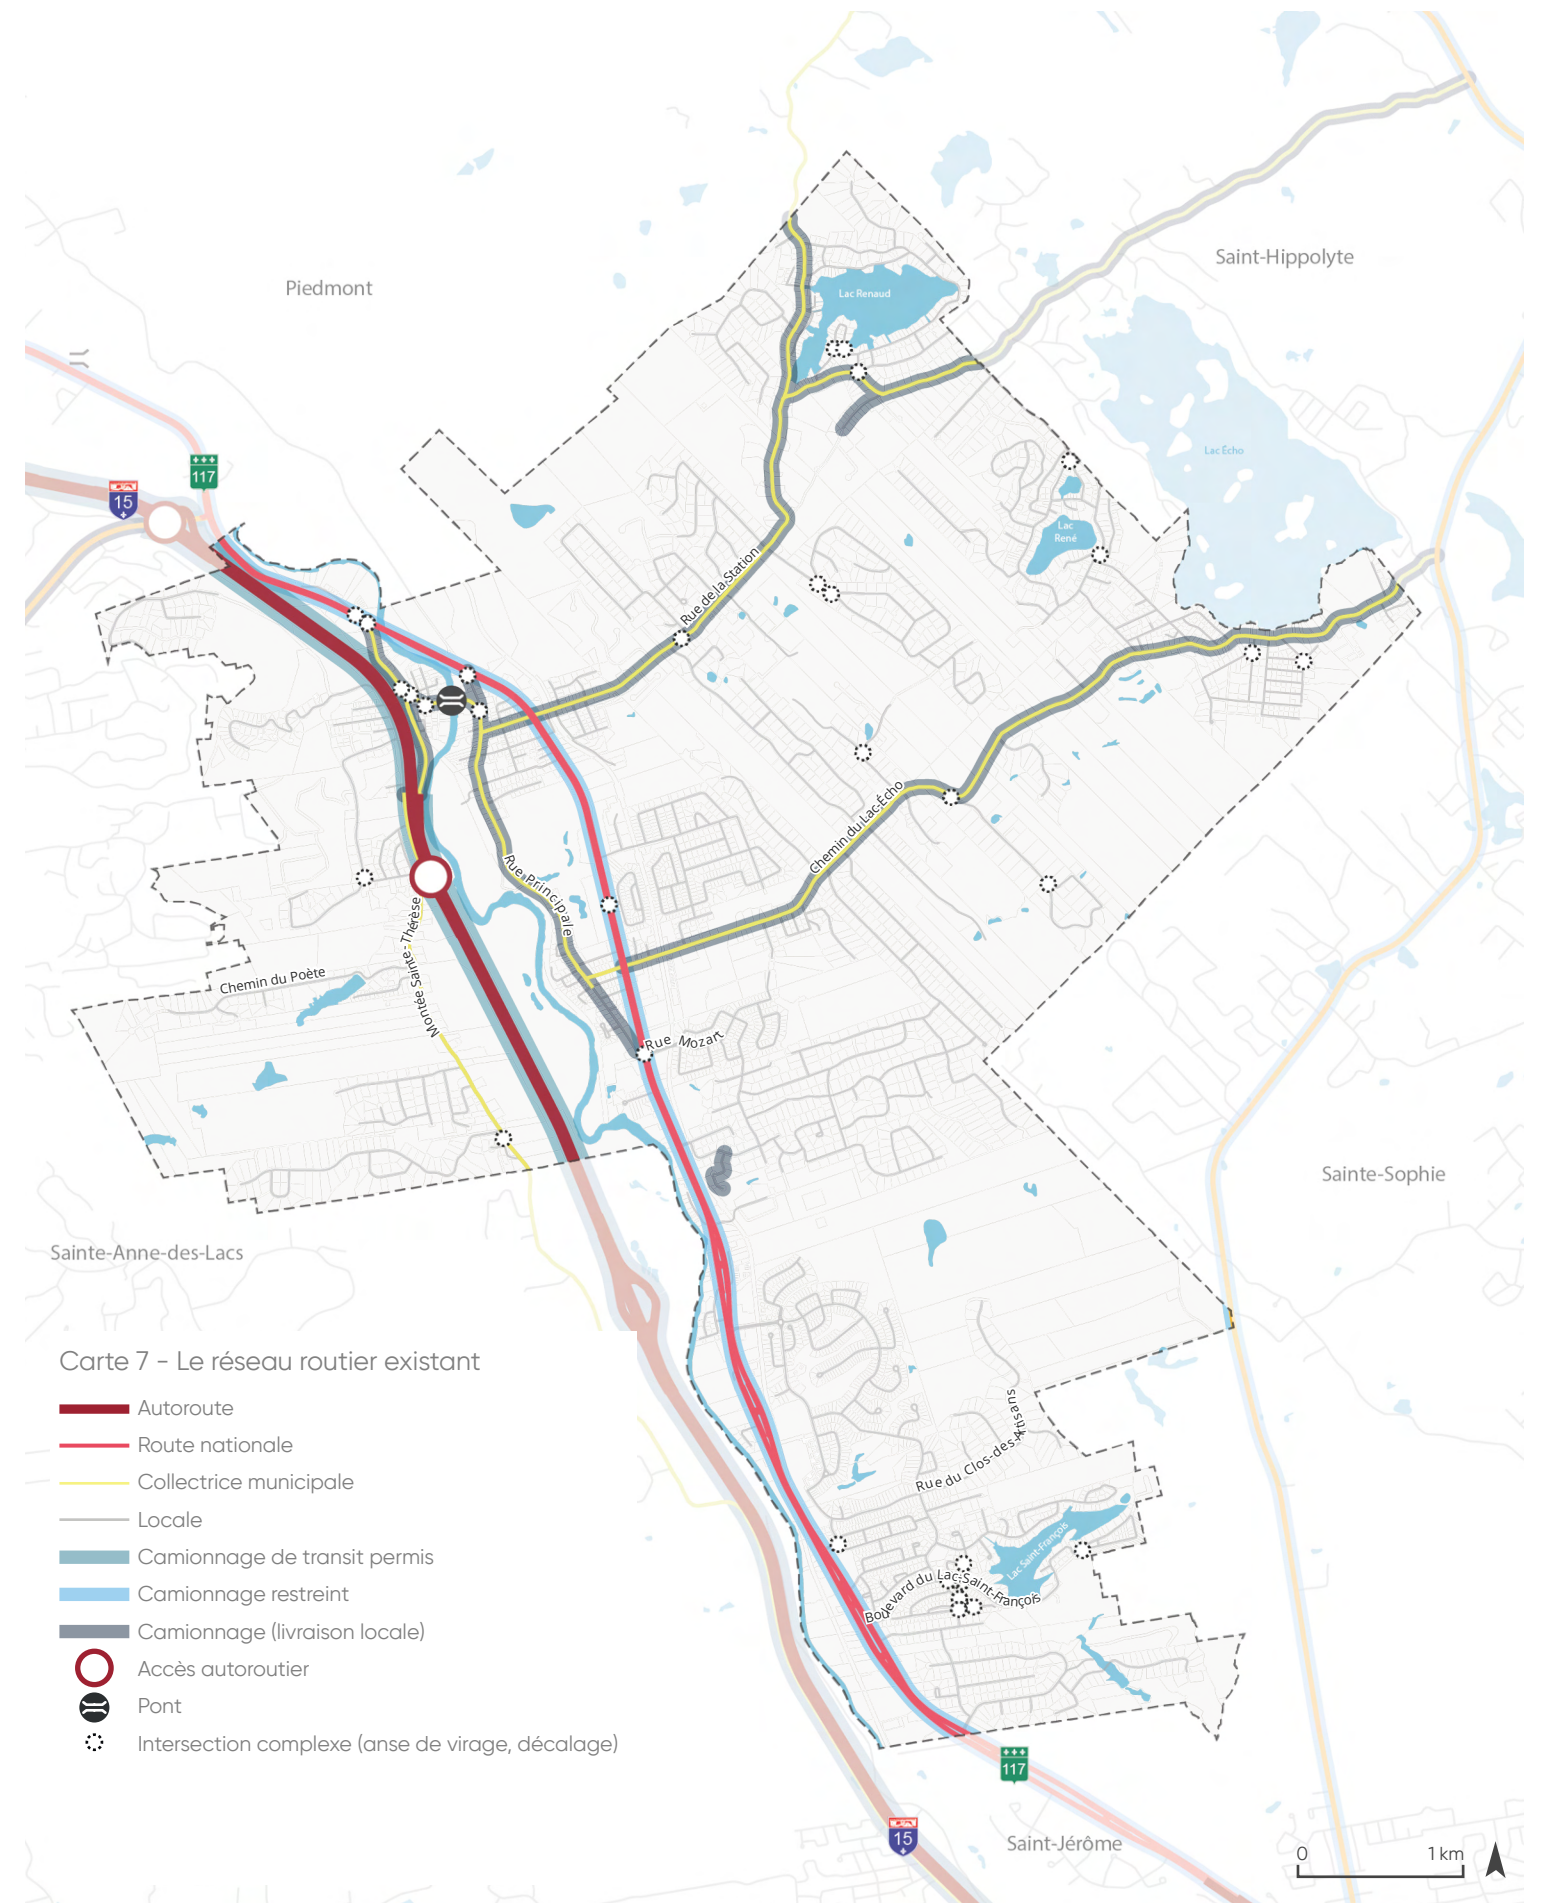 Saint-Hippolyte
Piedmont
Lac Renaud
Lac Écho
117
15
Lac
René
Rue de la Station
Chemin du Lac-Écho
Rue Principale
Montée Sainte-Thérèse
Chemin du Poète
Rue Mozart
Sainte-Sophie
Sainte-Anne-des-Lacs
Carte 7 - Le réseau routier existant
Autoroute
Route nationale
Collectrice municipale
Locale
Camionnage de transit permis
Camionnage restreint
Camionnage (livraison locale)
Accès autoroutier
Pont
Intersection complexe (anse de virage, décalage)
Rue du Clos-des-Artisans
Lac Saint-François
Boulevard du Lac-Saint-François
117
15
Saint-Jérôme
0 1 km